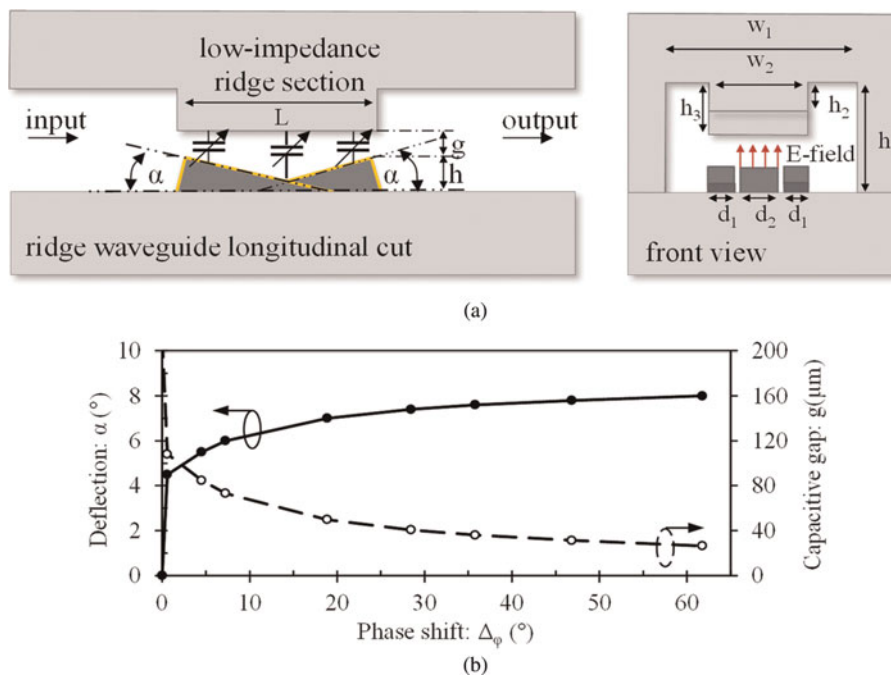 low-impedance
ridge section
L
input
output
g
h
α
α
ridge waveguide longitudinal cut
w₁
w₂
h₃
h₂
h
E-field
d₁
d₂
d₁
front view
(a)
Deflection: α (°)
10
8
6
4
2
0
200
160
120
80
40
0
Capacitive gap: g(μm)
0
10
20
30
40
50
60
Phase shift: Δφ (°)
(b)